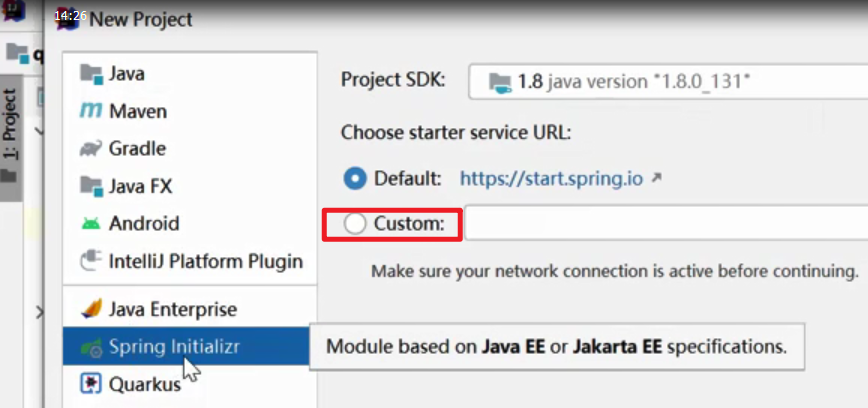 14:26
New Project
q
1: Project
Java
Maven
Gradle
Java FX
Android
IntelliJ Platform Plugin
Java Enterprise
Spring Initializr
Quarkus
Project SDK:
1.8 java version "1.8.0_131"
Choose starter service URL:
Default: https://start.spring.io
Custom:
Make sure your network connection is active before continuing.
Module based on Java EE or Jakarta EE specifications.